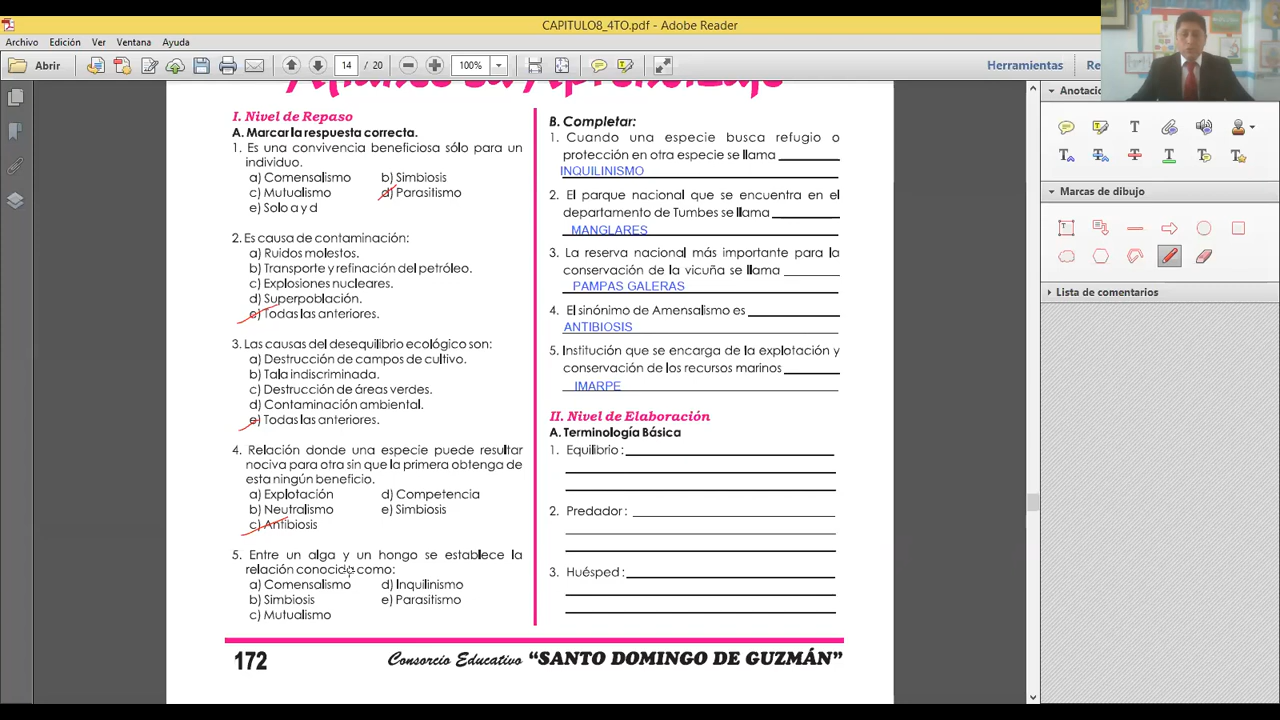 CAPITULO8_4TO.pdf - Adobe Reader
Archivo Edición Ver Ventana Ayuda
Abrir 14 / 20 100% Herramientas
Afianzo Lo Aprendizaje
I. Nivel de Repaso
A. Marcar la respuesta correcta.
1. Es una convivencia beneficiosa sólo para un
individuo.
a) Comensalismo b) Simbiosis
c) Mutualismo d) Parasitismo
e) Solo a y d
2. Es causa de contaminación:
a) Ruidos molestos.
b) Transporte y refinación del petróleo.
c) Explosiones nucleares.
d) Superpoblación.
e) Todas las anteriores.
3. Las causas del desequilibrio ecológico son:
a) Destrucción de campos de cultivo.
b) Tala indiscriminada.
c) Destrucción de áreas verdes.
d) Contaminación ambiental.
e) Todas las anteriores.
4. Relación donde una especie puede resultar
nociva para otra sin que la primera obtenga de
esta ningún beneficio.
a) Explotación d) Competencia
b) Neutralismo e) Simbiosis
c) Antibiosis
5. Entre un alga y un hongo se establece la
relación conocida como:
a) Comensalismo d) Inquilinismo
b) Simbiosis e) Parasitismo
c) Mutualismo
B. Completar:
1. Cuando una especie busca refugio o
protección en otra especie se llama
INQUILINISMO
2. El parque nacional que se encuentra en el
departamento de Tumbes se llama
MANGLARES
3. La reserva nacional más importante para la
conservación de la vicuña se llama
PAMPAS GALERAS
4. El sinónimo de Amensalismo es
ANTIBIOSIS
5. Institución que se encarga de la explotación y
conservación de los recursos marinos
IMARPE
II. Nivel de Elaboración
A. Terminología Básica
1. Equilibrio :
2. Predador :
3. Huésped :
172 Consorcio Educativo "SANTO DOMINGO DE GUZMÁN"
Marcas de dibujo
Lista de comentarios